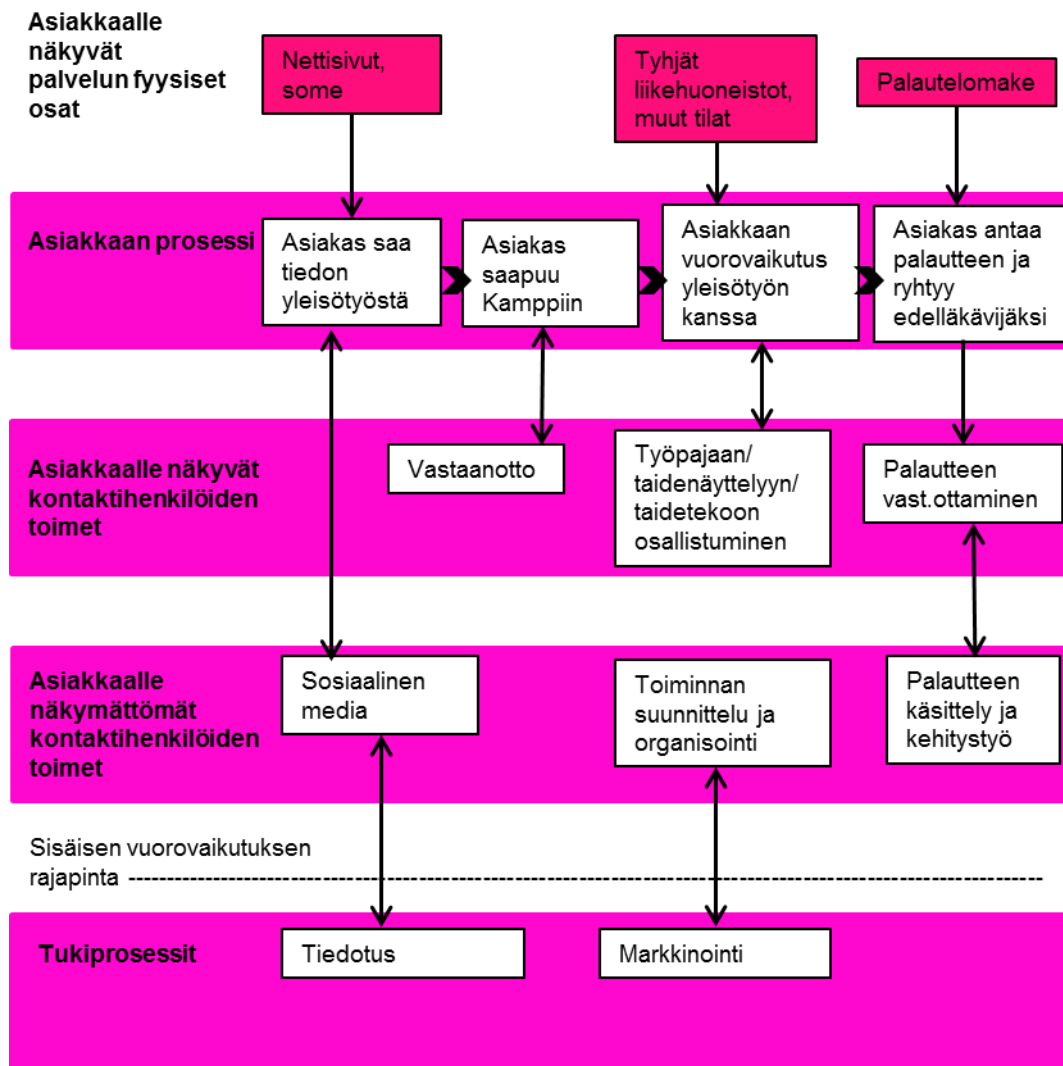 Asiakkaalle
näkyvät
palvelun fyysiset
osat
Nettisivut,
some
Tyhjät
liikehuoneistot,
muut tilat
Palautelomake
Asiakkaan prosessi
Asiakas saa
tiedon
yleisötyöstä
Asiakas
saapuu
Kamppiin
Asiakkaan
vuorovaikutus
yleisötyön
kanssa
Asiakas antaa
palautteen ja
ryhtyy
edelläkävijäksi
Asiakkaalle näkyvät
kontaktihenkilöiden
toimet
Vastaanotto
Työpajaan/
taidenäyttelyyn/
taidetekoon
osallistuminen
Palautteen
vast.ottaminen
Asiakkaalle
näkymättömät
kontaktihenkilöiden
toimet
Sosiaalinen
media
Toiminnan
suunnittelu ja
organisointi
Palautteen
käsittely ja
kehitystyö
Sisäisen vuorovaikutuksen
rajapinta
Tukiprosessit
Tiedotus
Markkinointi